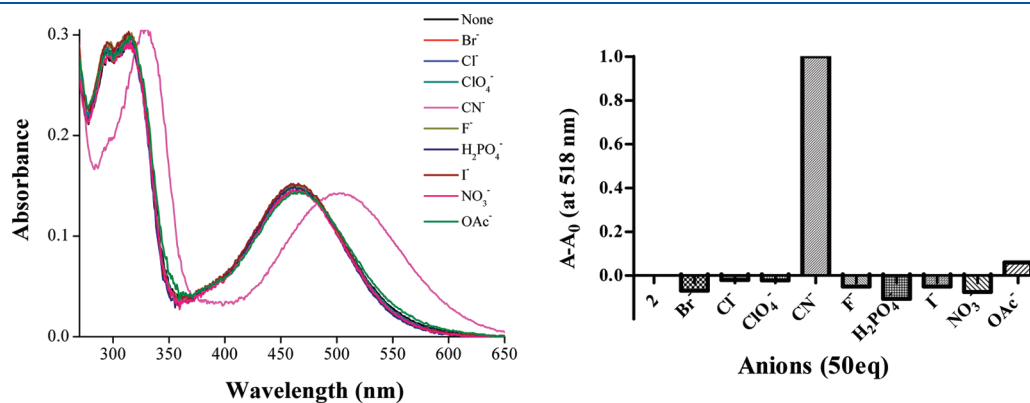 0.3
0.2
0.1
0.0
Absorbance
300
350
400
450
500
550
600
650
Wavelength (nm)
None
Br⁻
Cl⁻
ClO₄⁻
CN⁻
F⁻
H₂PO₄⁻
I⁻
NO₃⁻
OAc⁻
1.0
0.8
0.6
0.4
0.2
0.0
A-A₀ (at 518 nm)
2
Br⁻
Cl⁻
ClO₄⁻
CN⁻
F⁻
H₂PO₄⁻
I⁻
NO₃⁻
OAc⁻
Anions (50eq)